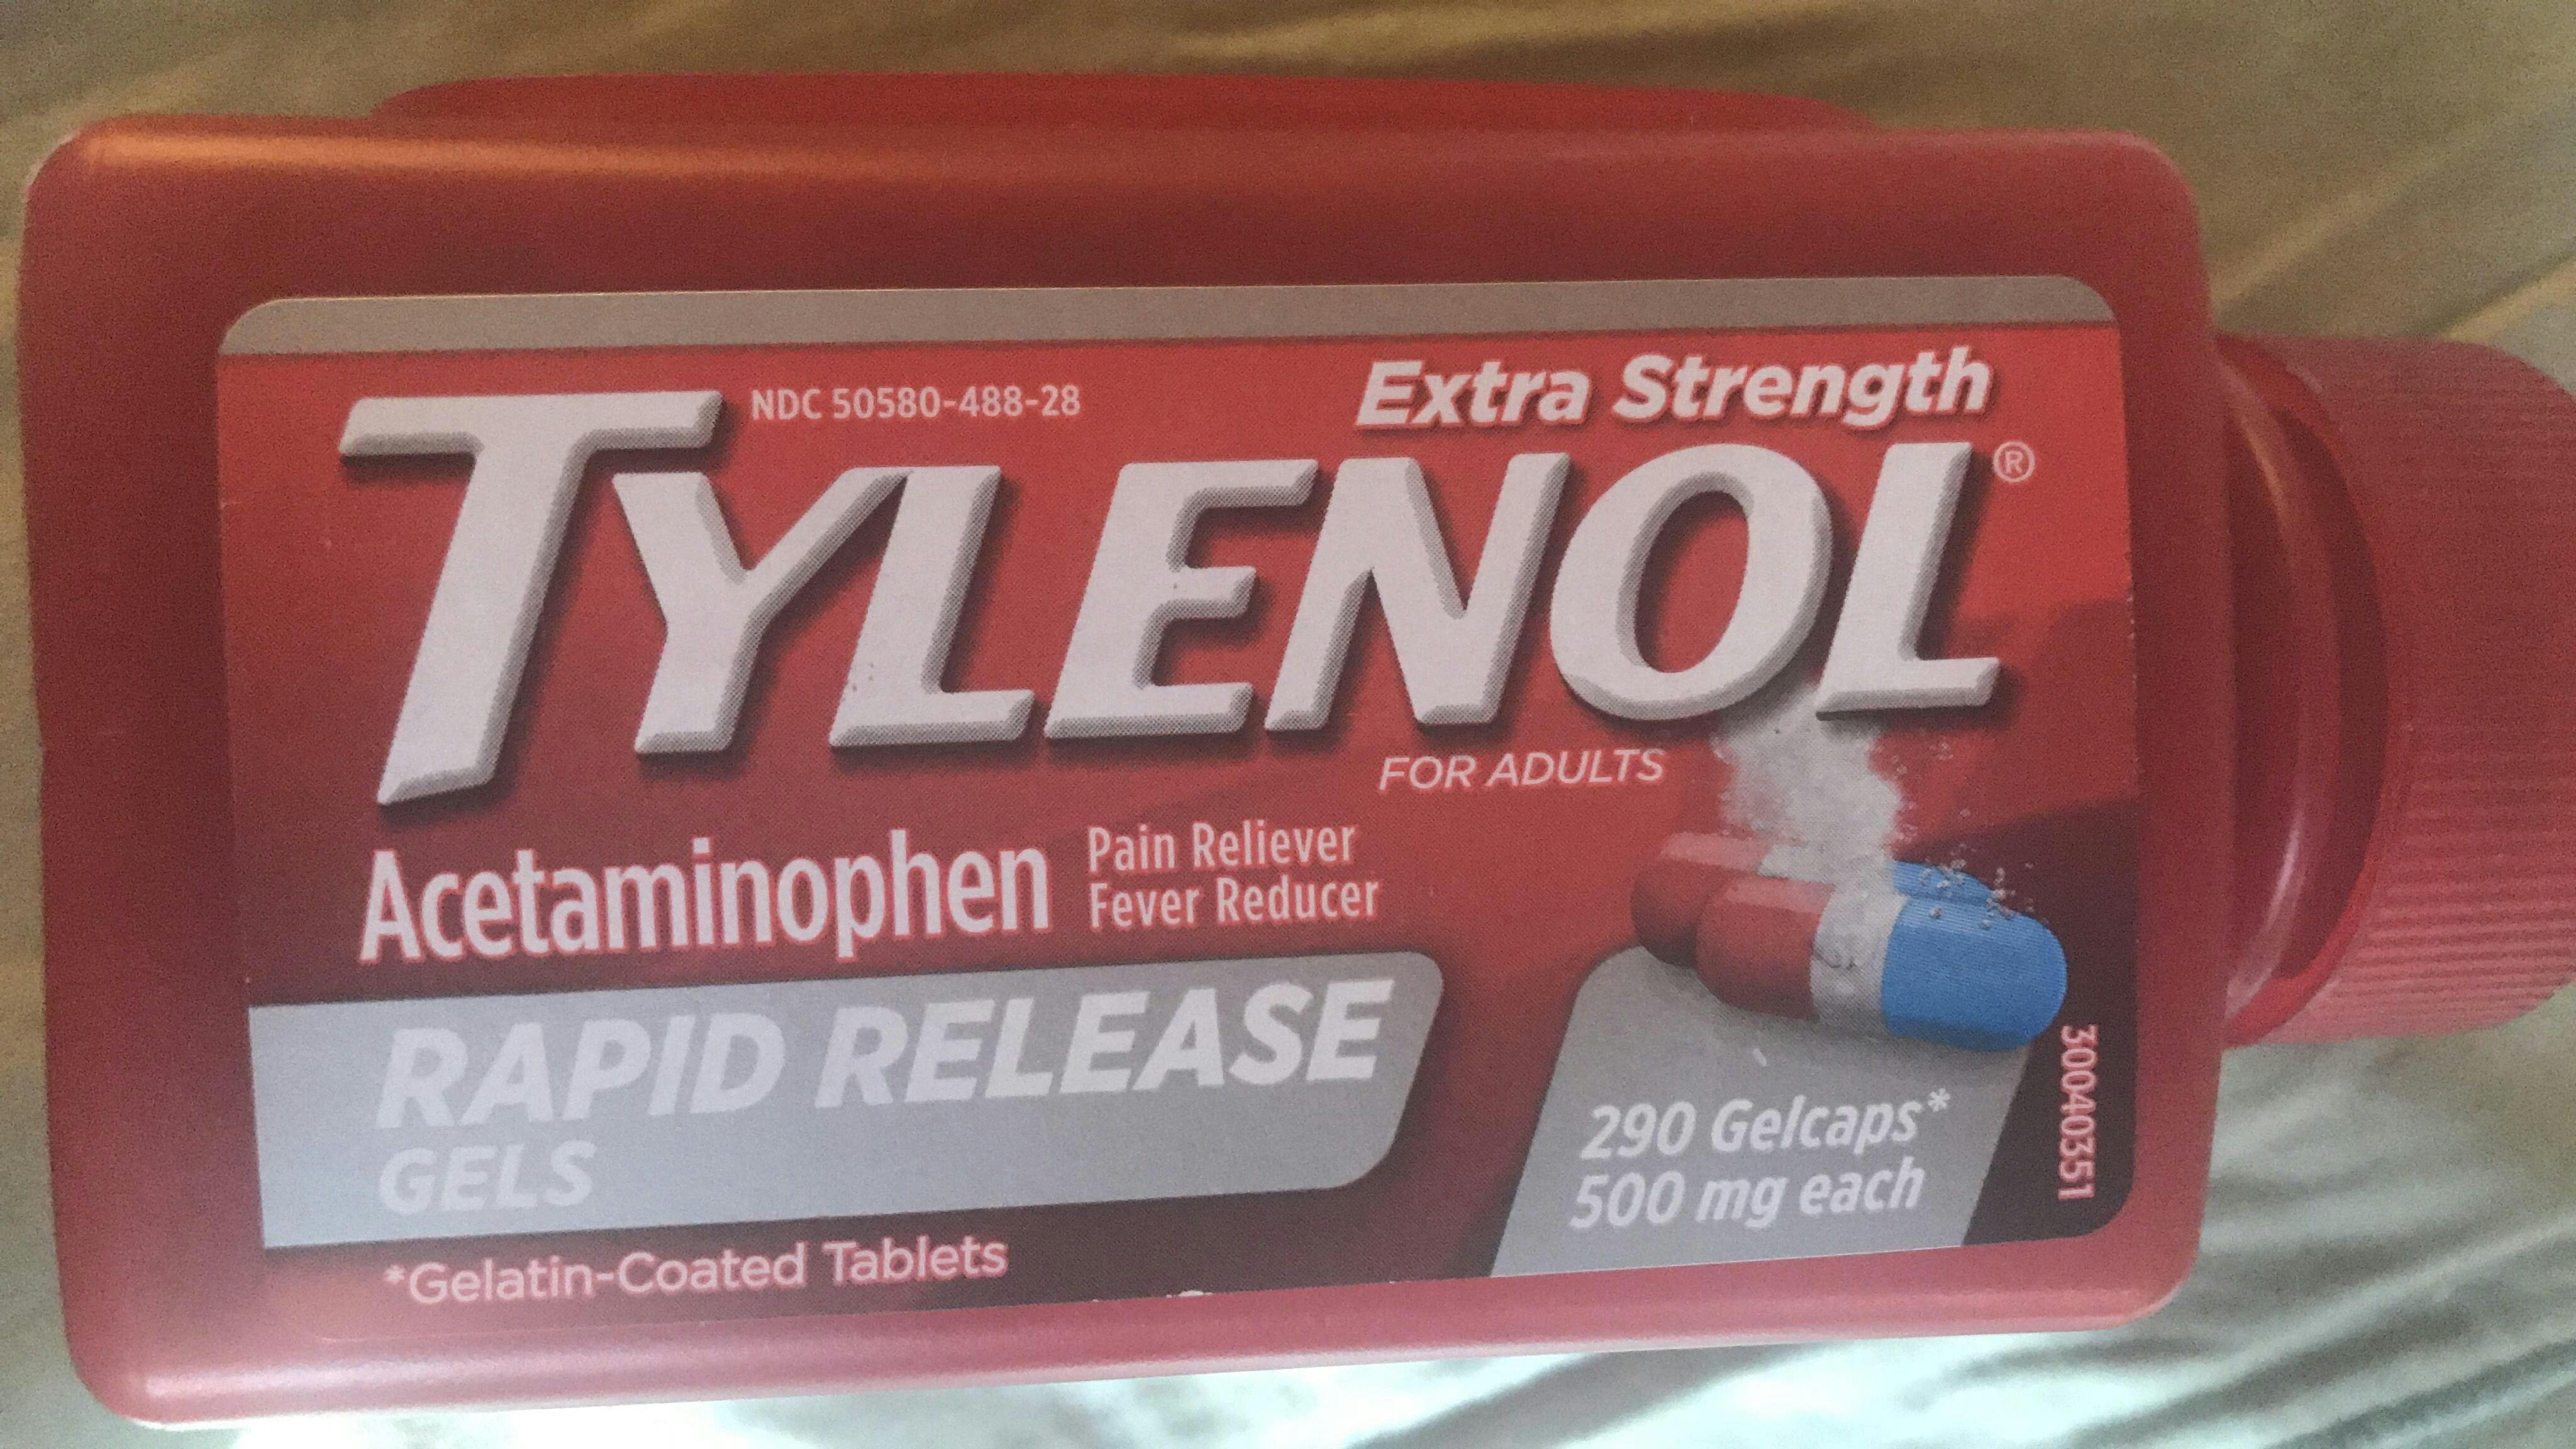 NDC 50580-488-28
Extra Strength
TYLENOL®
FOR ADULTS
Acetaminophen
Pain Reliever
Fever Reducer
RAPID RELEASE
GELS
290 Gelcaps*
500 mg each
30040351
*Gelatin-Coated Tablets